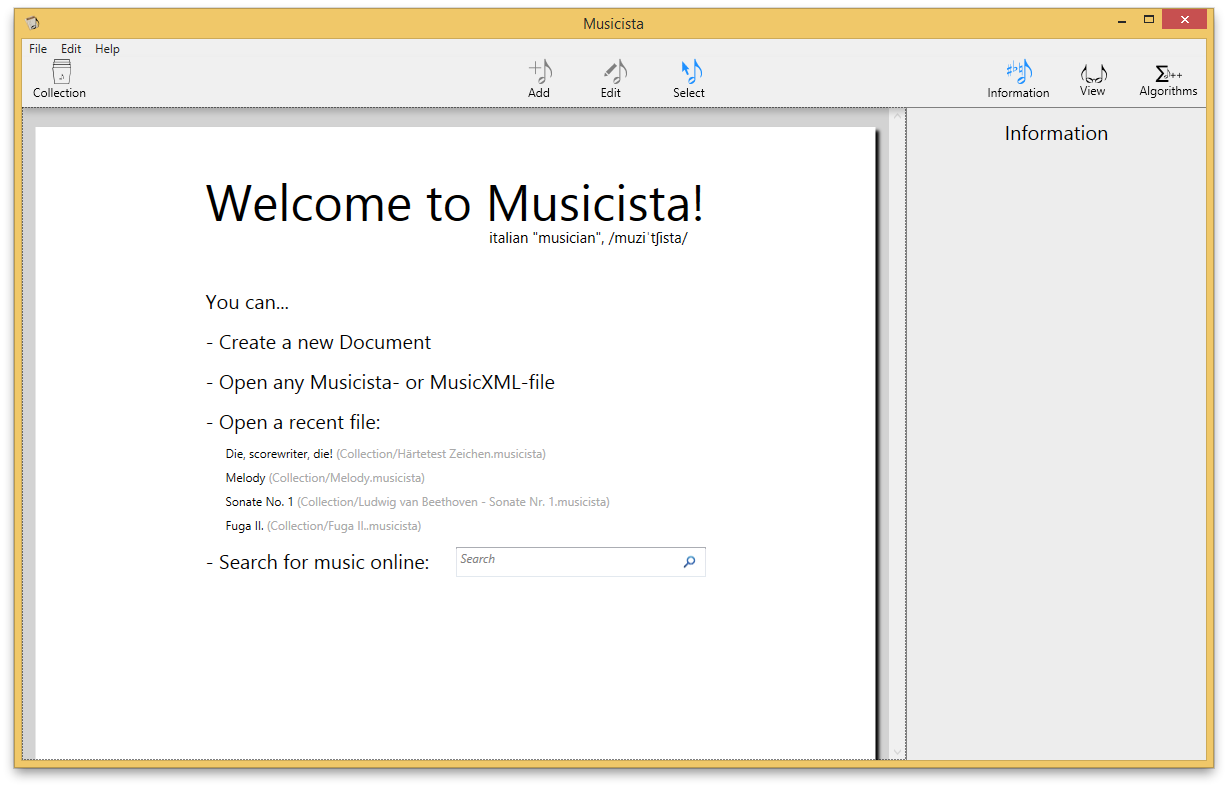 Musicista
File Edit Help
Collection Add Edit Select Information View Algorithms
Information
Welcome to Musicista!
italian "musician", /muziˈtʃista/
You can...
- Create a new Document
- Open any Musicista- or MusicXML-file
- Open a recent file:
Die, scorewriter, die! (Collection/Härtetest Zeichen.musicista)
Melody (Collection/Melody.musicista)
Sonate No. 1 (Collection/Ludwig van Beethoven - Sonate Nr. 1.musicista)
Fuga II. (Collection/Fuga II..musicista)
- Search for music online: Search